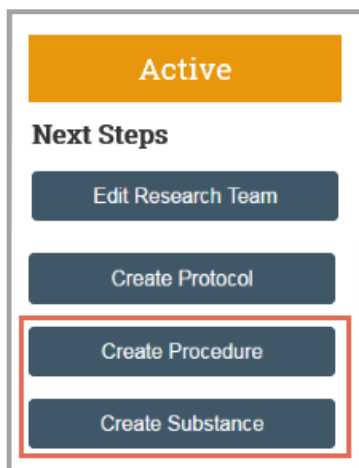 Active
Next Steps
Edit Research Team
Create Protocol
Create Procedure
Create Substance